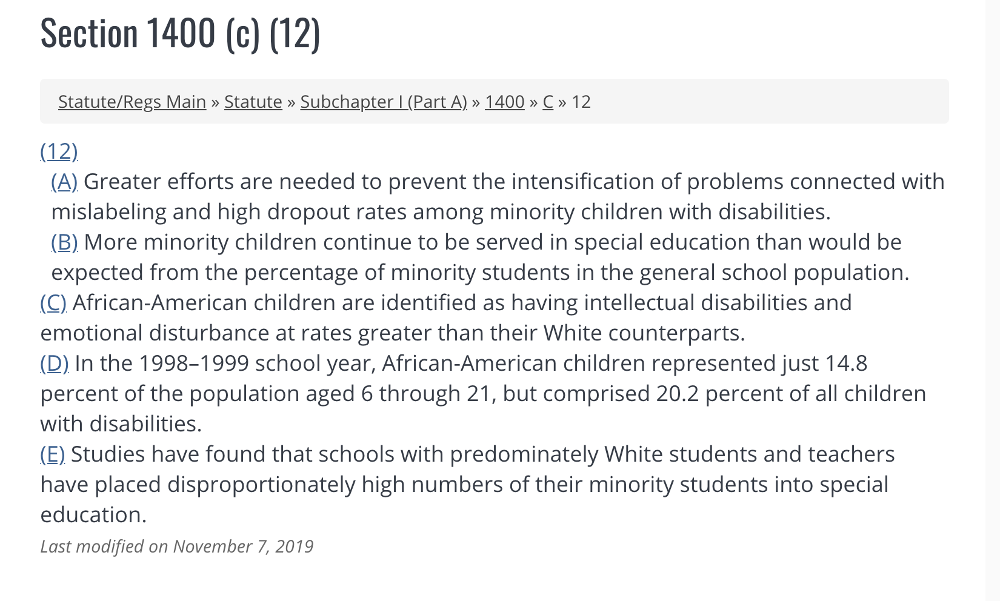 Section 1400 (c) (12)
Statute/Regs Main » Statute » Subchapter I (Part A) » 1400 » C » 12
(12)
(A) Greater efforts are needed to prevent the intensification of problems connected with
mislabeling and high dropout rates among minority children with disabilities.
(B) More minority children continue to be served in special education than would be
expected from the percentage of minority students in the general school population.
(C) African-American children are identified as having intellectual disabilities and
emotional disturbance at rates greater than their White counterparts.
(D) In the 1998–1999 school year, African-American children represented just 14.8
percent of the population aged 6 through 21, but comprised 20.2 percent of all children
with disabilities.
(E) Studies have found that schools with predominately White students and teachers
have placed disproportionately high numbers of their minority students into special
education.
Last modified on November 7, 2019